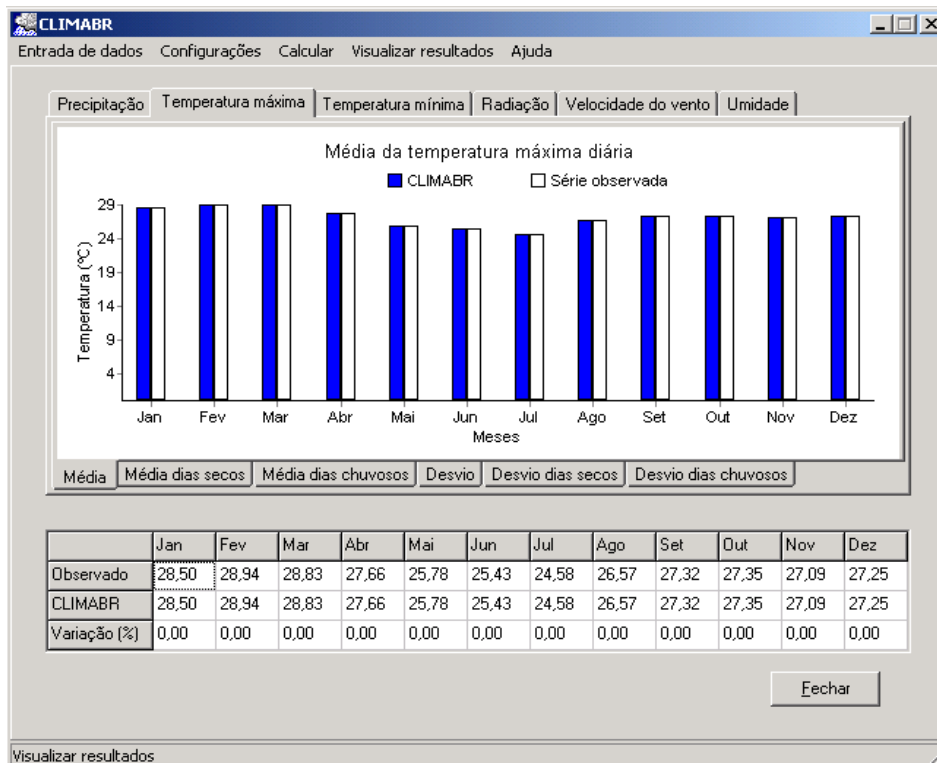 CLIMABR
Entrada de dados Configurações Calcular Visualizar resultados Ajuda
Precipitação Temperatura máxima Temperatura mínima Radiação Velocidade do vento Umidade
Média da temperatura máxima diária
CLIMABR Série observada
Temperatura (ºC)
29
24
19
14
9
4
Jan Fev Mar Abr Mai Jun Jul Ago Set Out Nov Dez
Meses
Média Média dias secos Média dias chuvosos Desvio Desvio dias secos Desvio dias chuvosos
Jan Fev Mar Abr Mai Jun Jul Ago Set Out Nov Dez
Observado 28,50 28,94 28,83 27,66 25,78 25,43 24,58 26,57 27,32 27,35 27,09 27,25
CLIMABR 28,50 28,94 28,83 27,66 25,78 25,43 24,58 26,57 27,32 27,35 27,09 27,25
Variação (%) 0,00 0,00 0,00 0,00 0,00 0,00 0,00 0,00 0,00 0,00 0,00 0,00
Fechar
Visualizar resultados